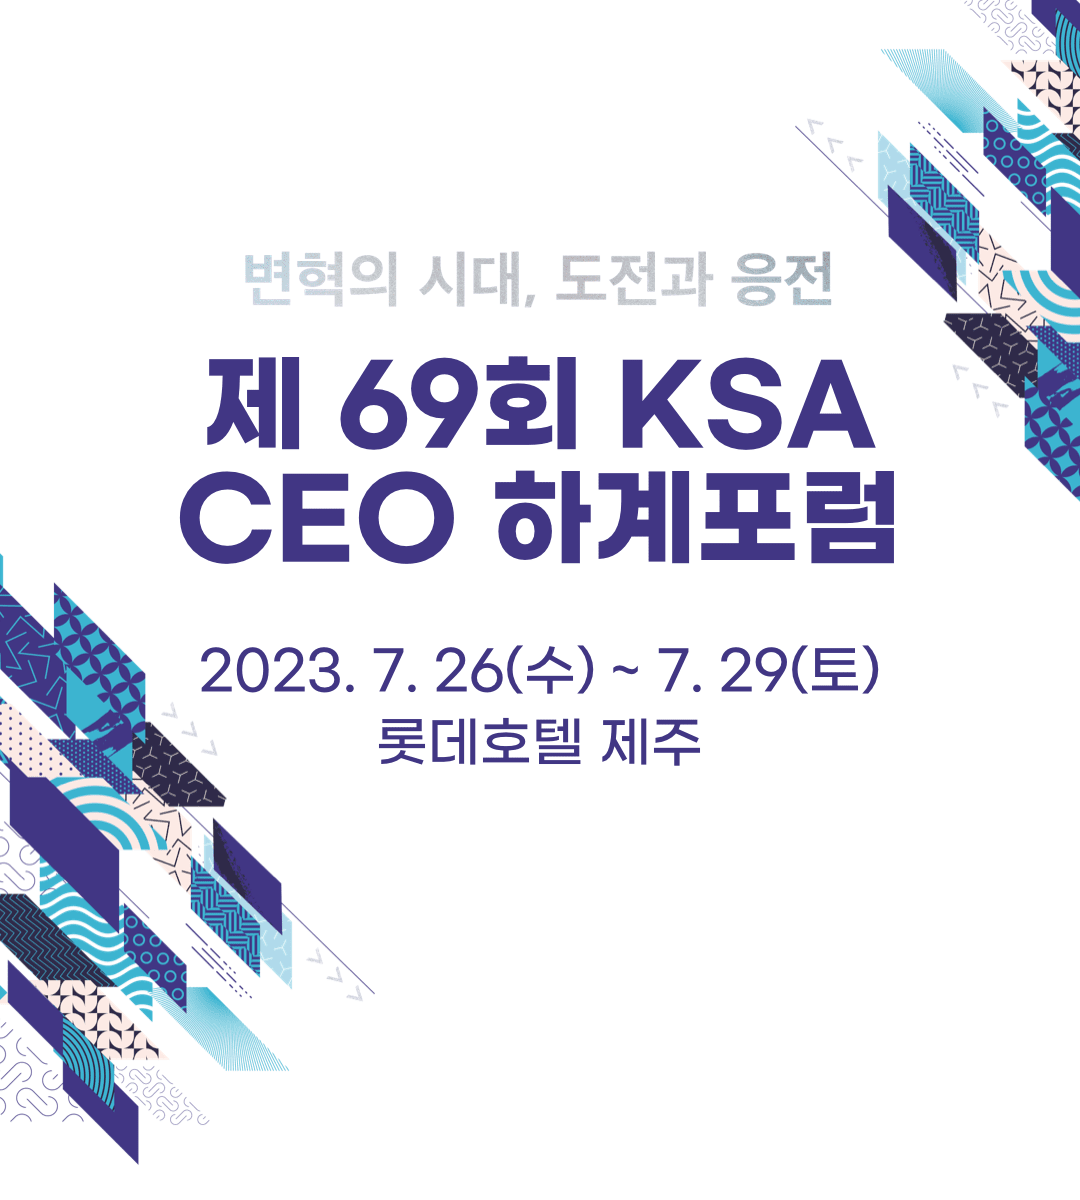 변혁의 시대, 도전과 응전
제 69회 KSA
CEO 하계포럼
2023. 7. 26(수) ~ 7. 29(토)
롯데호텔 제주